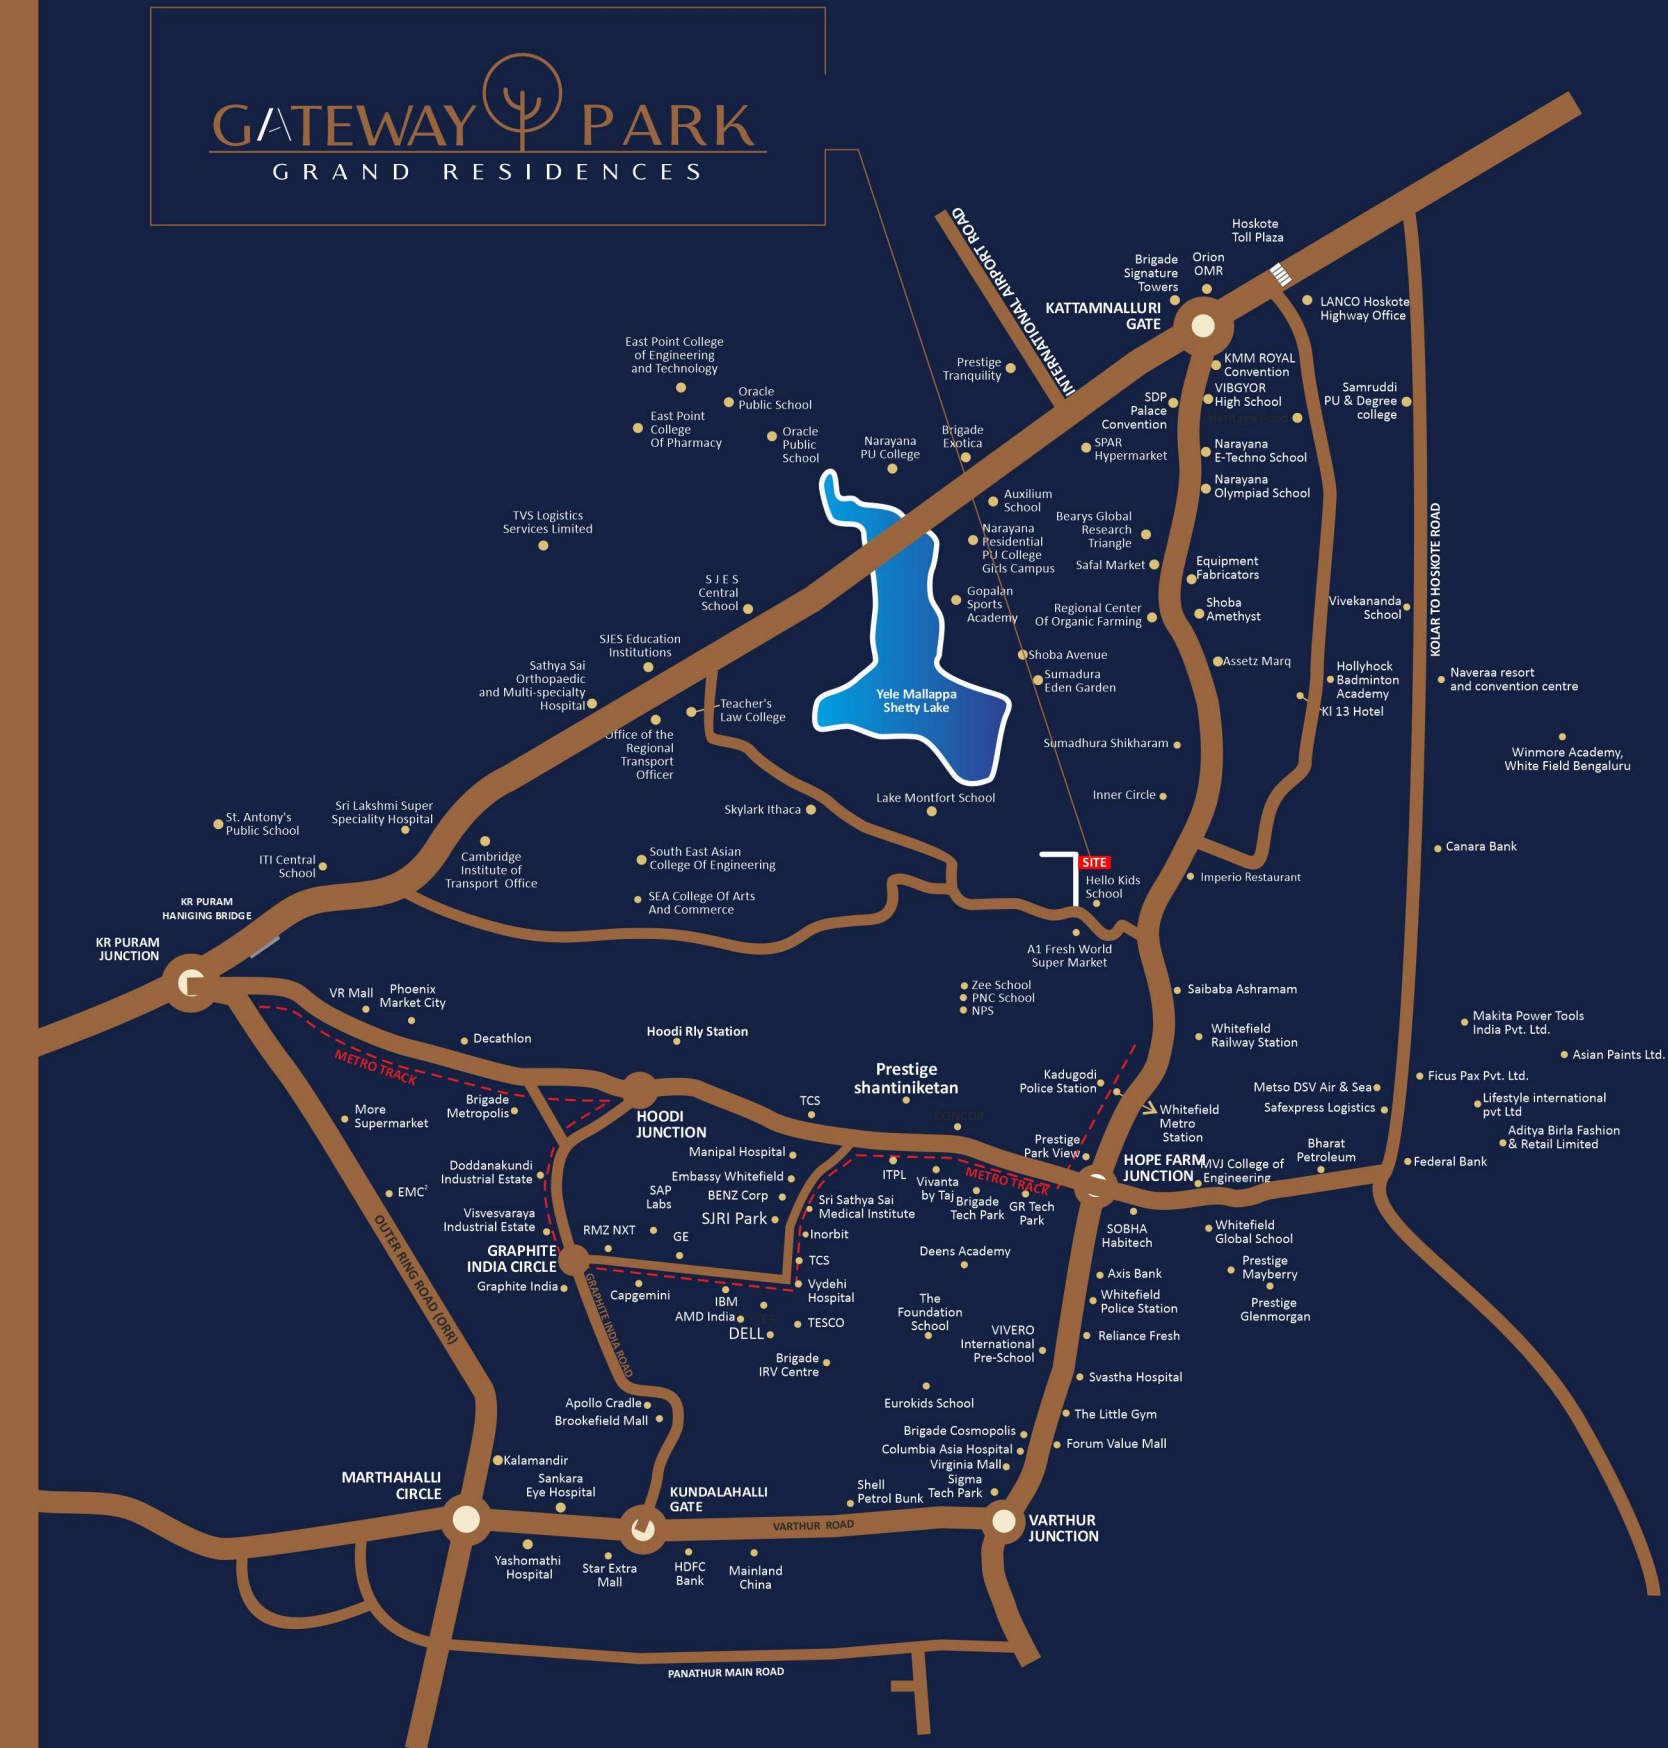 GATEWAY PARK
GRAND RESIDENCES
INTERNATIONAL AIRPORT ROAD
Hoskote
Toll Plaza
Brigade
Signature
Towers
Orion
OMR
KATTAMNALLURI
GATE
LANCO Hoskote
Highway Office
East Point College
of Engineering
and Technology
Oracle
Public School
East Point
College
Of Pharmacy
Oracle
Public
School
Narayana
PU College
Brigade
Exotica
Prestige
Tranquility
KMM ROYAL
Convention
VIBGYOR
High School
SDP
Palace
Convention
Samruddi
PU & Degree
college
SPAR
Hypermarket
Narayana
E-Techno School
Narayana
Olympiad School
Auxilium
School
Bearys Global
Research
Triangle
Narayana
Residential
PU College
Girls Campus
Safal Market
Equipment
Fabricators
TVS Logistics
Services Limited
SJES
Central
School
Gopalan
Sports
Academy
Regional Center
Of Organic Farming
Shoba
Amethyst
Vivekananda
School
KOLAR TO HOSKOTE ROAD
SJES Education
Institutions
Sathya Sai
Orthopaedic
and Multi-specialty
Hospital
Shoba Avenue
Sumadura
Eden Garden
Assetz Marq
Hollyhock
Badminton
Academy
Kl 13 Hotel
Naveraa resort
and convention centre
Yele Mallappa
Shetty Lake
Teacher's
Law College
Office of the
Regional
Transport
Officer
Sumadhura Shikharam
Winmore Academy,
White Field Bengaluru
Inner Circle
Lake Montfort School
Skylark Ithaca
St. Antony's
Public School
Sri Lakshmi Super
Speciality Hospital
ITI Central
School
Cambridge
Institute of
Transport Office
South East Asian
College Of Engineering
SEA College Of Arts
And Commerce
SITE
Hello Kids
School
Imperio Restaurant
Canara Bank
KR PURAM
HANIGING BRIDGE
KR PURAM
JUNCTION
A1 Fresh World
Super Market
VR Mall
Phoenix
Market City
Zee School
PNC School
NPS
Saibaba Ashramam
Decathlon
METRO TRACK
Hoodi Rly Station
Whitefield
Railway Station
Makita Power Tools
India Pvt. Ltd.
Asian Paints Ltd.
Prestige
shantiniketan
Kadugodi
Police Station
Metso DSV Air & Sea
Ficus Pax Pvt. Ltd.
Safexpress Logistics
Lifestyle international
pvt Ltd
More
Supermarket
Brigade
Metropolis
HOODI
JUNCTION
TCS
CONCOR
Whitefield
Metro
Station
Aditya Birla Fashion
& Retail Limited
Prestige
Park View
Bharat
Petroleum
HOPE FARM
JUNCTION
MVJ College of
Engineering
Federal Bank
Manipal Hospital
Doddanakundi
Industrial Estate
Embassy Whitefield
ITPL
METRO TRACK
EMC²
SAP
Labs
BENZ Corp
Sri Sathya Sai
Medical Institute
Vivanta
by Taj
Brigade
Tech Park
GR Tech
Park
Visvesvaraya
Industrial Estate
RMZ NXT
GE
SJRI Park
Inorbit
SOBHA
Habitech
Whitefield
Global School
OUTER RING ROAD (ORR)
GRAPHITE
INDIA CIRCLE
TCS
Deens Academy
Axis Bank
Prestige
Mayberry
Graphite India
GRAPHITE INDIA ROAD
Capgemini
IBM
Vydehi
Hospital
The
Foundation
School
Whitefield
Police Station
Prestige
Glenmorgan
AMD India
DELL
TESCO
VIVERO
International
Pre-School
Reliance Fresh
Brigade
IRV Centre
Svastha Hospital
Apollo Cradle
Brookefield Mall
Eurokids School
The Little Gym
Brigade Cosmopolis
Columbia Asia Hospital
Forum Value Mall
Virginia Mall
Sigma
Tech Park
Kalamandir
MARTHAHALLI
CIRCLE
Sankara
Eye Hospital
KUNDALAHALLI
GATE
Shell
Petrol Bunk
VARTHUR ROAD
VARTHUR
JUNCTION
Yashomathi
Hospital
Star Extra
Mall
HDFC
Bank
Mainland
China
PANATHUR MAIN ROAD